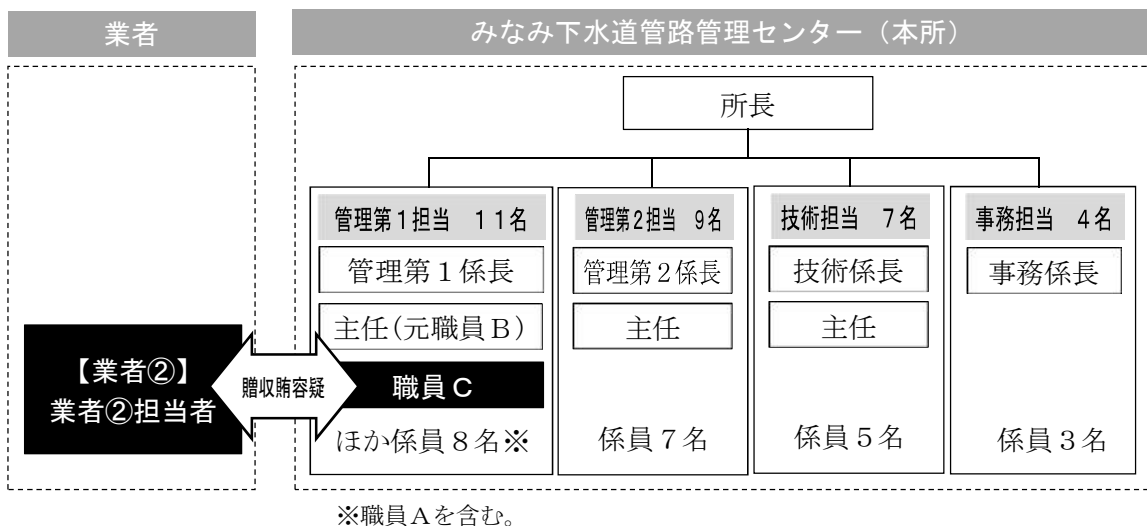 業者
みなみ下水道管路管理センター（本所）
所長
管理第１担当　１１名
管理第１係長
主任(元職員Ｂ)
職員Ｃ
ほか係員８名※
管理第２担当　９名
管理第２係長
主任
係員７名
技術担当　７名
技術係長
主任
係員５名
事務担当　４名
事務係長
係員３名
【業者②】
業者②担当者
贈収賄容疑
※職員Ａを含む。